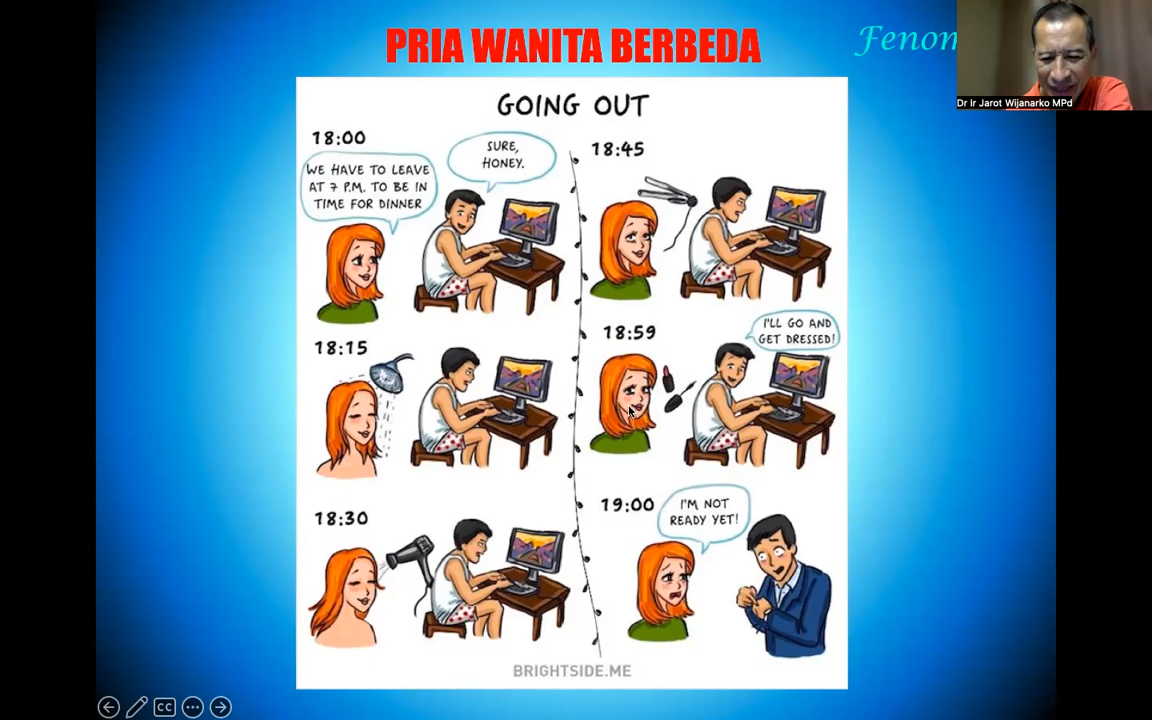 PRIA WANITA BERBEDA
Dr Ir Jarot Wijanarko MPd
GOING OUT
18:00
WE HAVE TO LEAVE
AT 7 P.M. TO BE IN
TIME FOR DINNER
SURE,
HONEY.
18:15
18:30
18:45
18:59
I'LL GO AND
GET DRESSED!
19:00
I'M NOT
READY YET!
BRIGHTSIDE.ME
CC